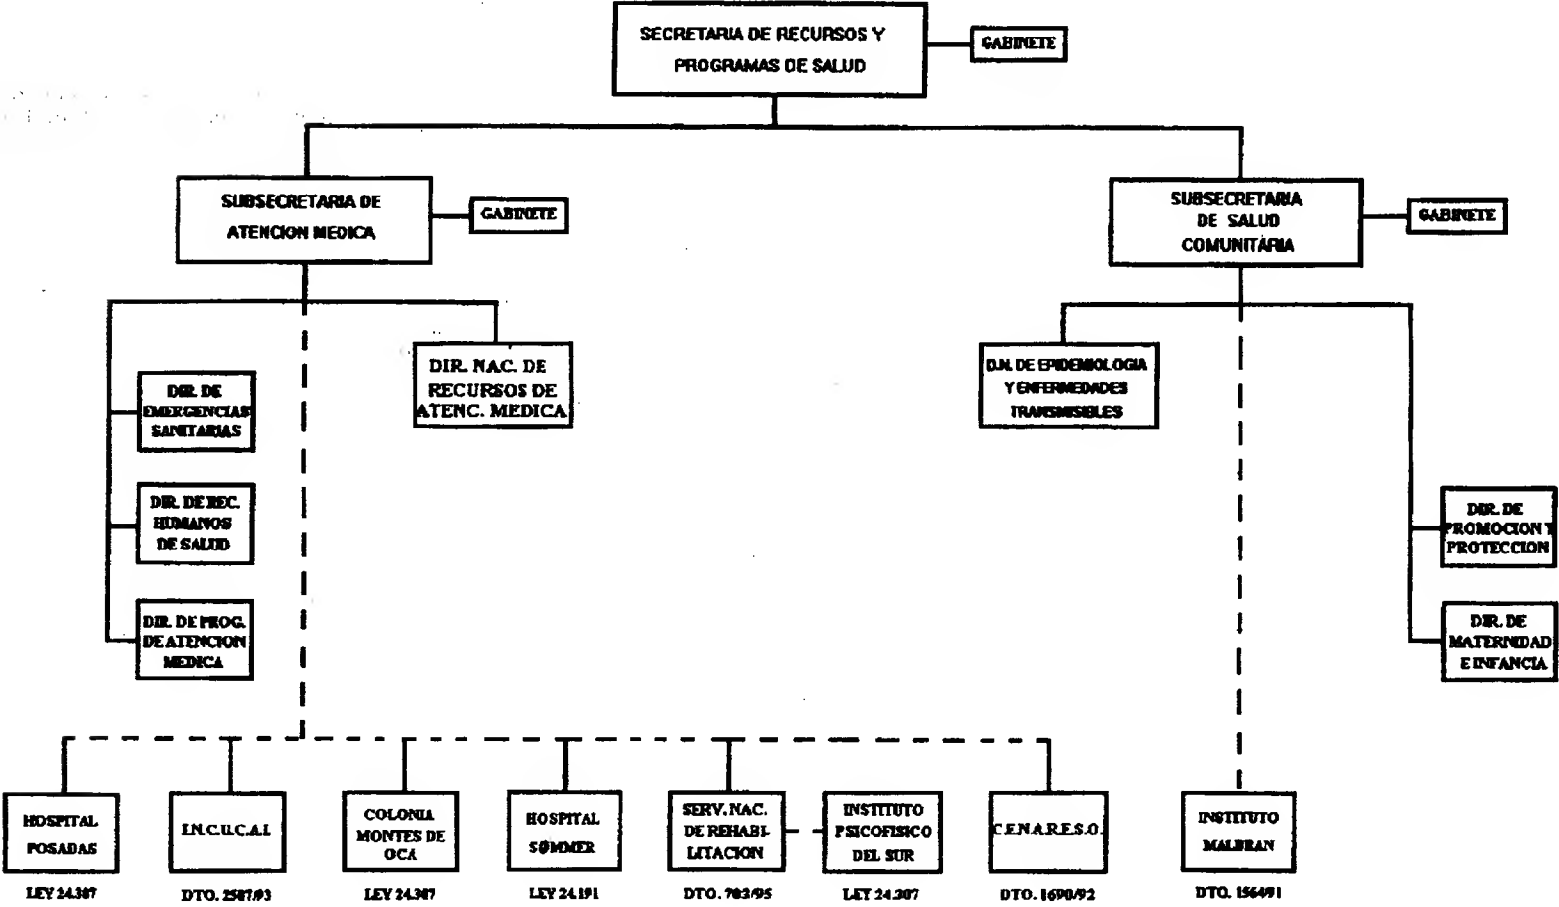 SECRETARIA DE RECURSOS Y
PROGRAMAS DE SALUD
GABINETE
SUBSECRETARIA DE
ATENCION MEDICA
GABINETE
SUBSECRETARIA
DE SALUD
COMUNITARIA
GABINETE
DIR. NAC. DE
RECURSOS DE
ATENC. MEDICA
D.N. DE EPIDEMIOLOGIA
Y ENFERMEDADES
TRANSMISIBLES
DIR. DE
EMERGENCIAS
SANITARIAS
DIR. DE REC.
HUMANOS
DE SALUD
DIR. DE PROG.
DE ATENCION
MEDICA
DIR. DE
PROMOCION Y
PROTECCION
DIR. DE
MATERNIDAD
E INFANCIA
HOSPITAL
POSADAS
LEY
I.N.C.U.C.A.I.
DTO. 2587/93
COLONIA
MONTES DE
OCA
LEY
HOSPITAL
SOMMER
LEY 24.191
SERV. NAC.
DE REHABI-
LITACION
DTO. 703/95
INSTITUTO
PSICOFISICO
DEL SUR
LEY 24.307
C.E.N.A.R.E.S.O.
DTO. 1690/92
INSTITUTO
MALBRAN
DTO. 1564/91